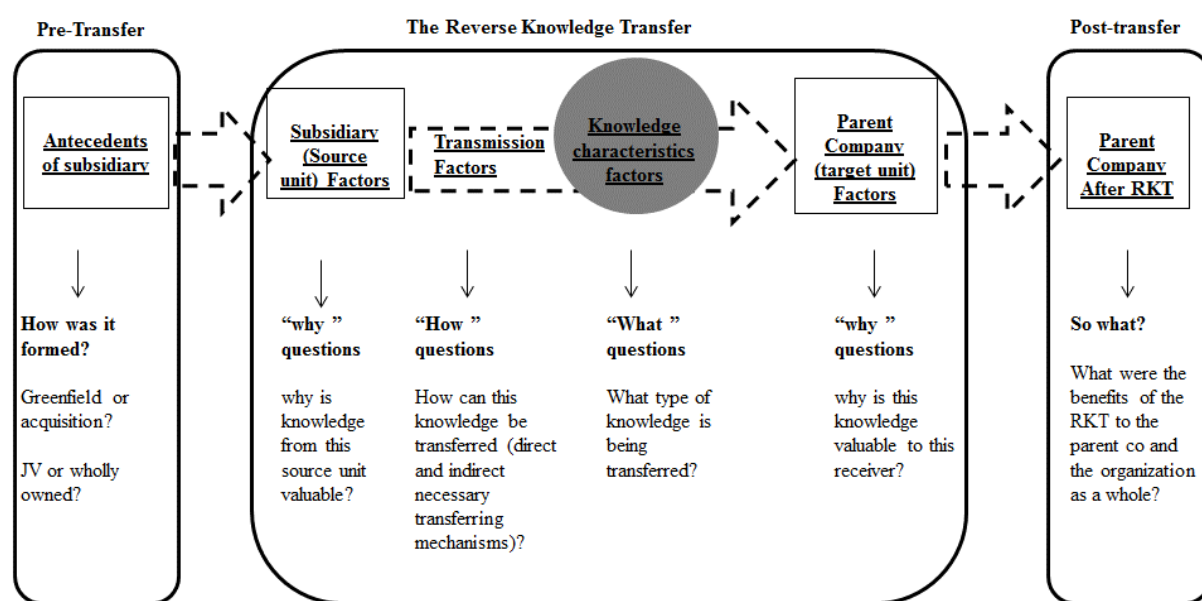 Pre-Transfer
The Reverse Knowledge Transfer
Post-transfer
Antecedents
of subsidiary
Subsidiary
(Source
unit) Factors
Transmission
Factors
Knowledge
characteristics
factors
Parent
Company
(target unit)
Factors
Parent
Company
After RKT
How was it
formed?
Greenfield or
acquisition?
JV or wholly
owned?
“why ”
questions
why is
knowledge
from this
source unit
valuable?
“How ”
questions
How can this
knowledge be
transferred (direct
and indirect
necessary
transferring
mechanisms)?
“What ”
questions
What type of
knowledge is
being
transferred?
“why ”
questions
why is this
knowledge
valuable to this
receiver?
So what?
What were the
benefits of the
RKT to the
parent co and
the organization
as a whole?